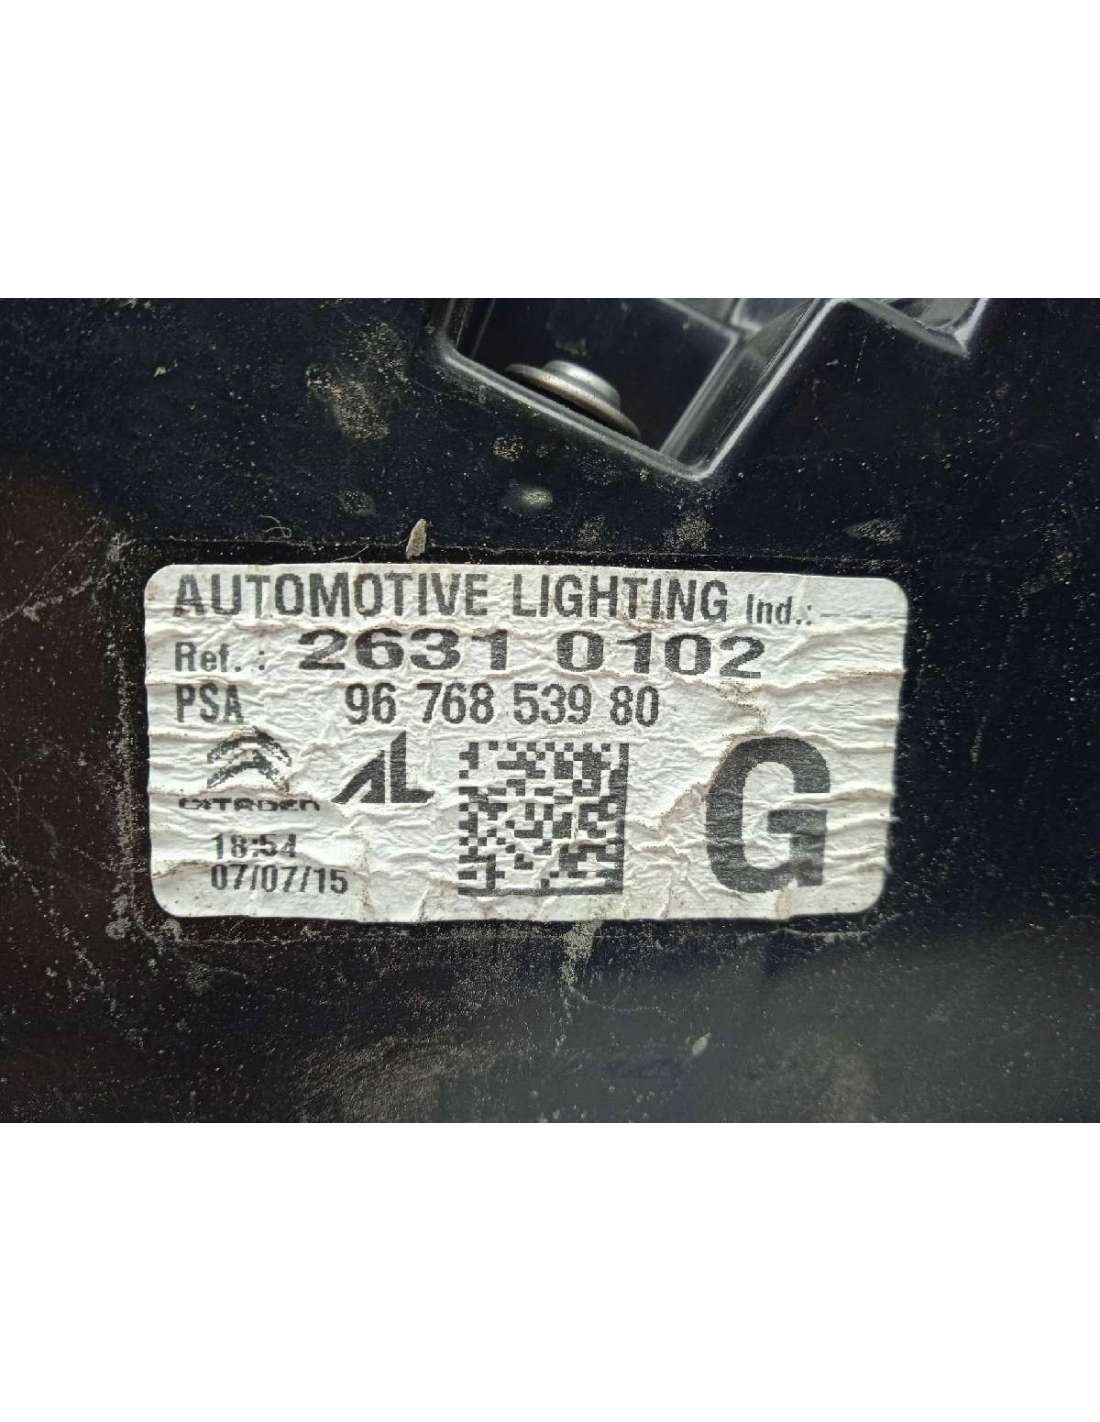 AUTOMOTIVE LIGHTING Ind.:--
Ref.: 2631 0102
PSA 96 768 539 80
CITROËN AL G
18:54
07/07/15